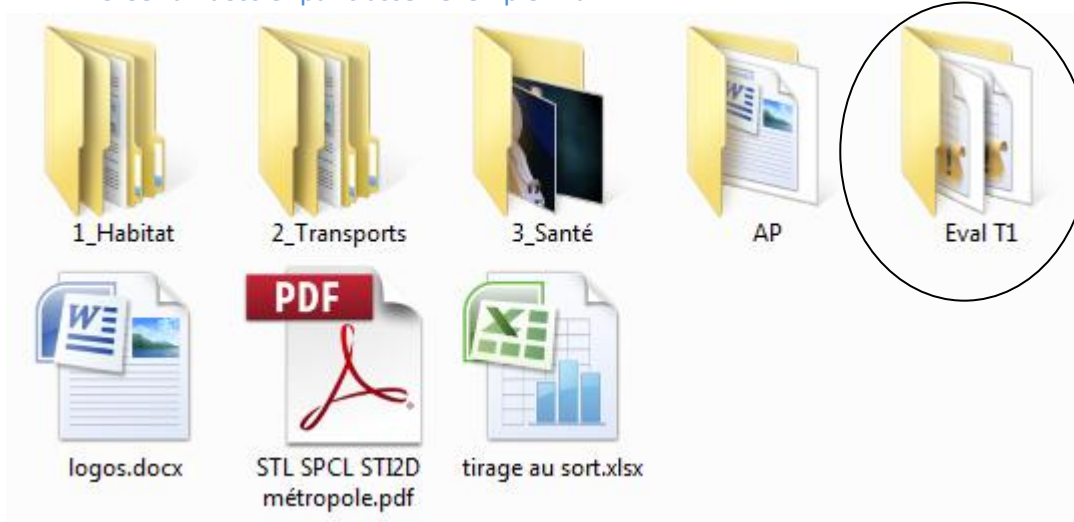 1_Habitat
2_Transports
3_Santé
AP
Eval T1
PDF
logos.docx
STL SPCL STI2D
métropole.pdf
tirage au sort.xlsx